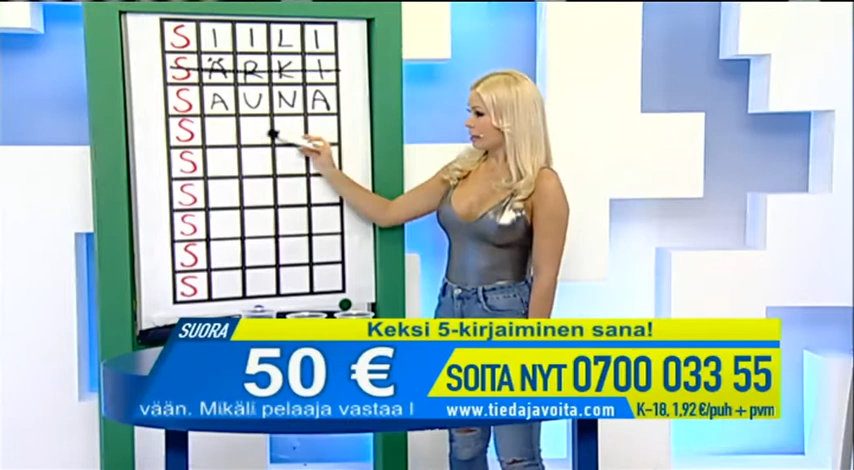 SIILI
SÄRKI
SAUNA
S
S
S
S
S
S
SUORA
Keksi 5-kirjaiminen sana!
50 €
SOITA NYT 0700 033 55
vään. Mikäli pelaaja vastaa l
www.tiedajavoita.com
K-18, 1,92 €/puh + pvm